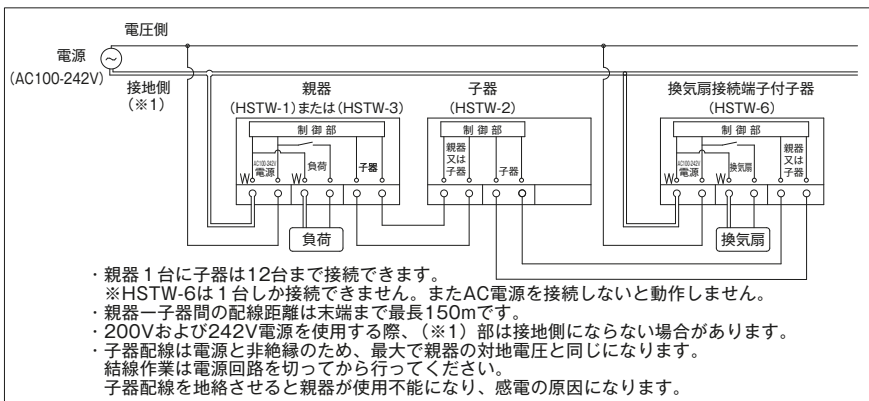 電圧側
電源
(AC100-242V)
接地側
(※1)
親器
(HSTW-1)または(HSTW-3)
子器
(HSTW-2)
換気扇接続端子付子器
(HSTW-6)
制御部
制御部
制御部
AC100-242V
電源
W
W
負荷
子器
親器
又は
子器
子器
AC100-242V
電源
W
W
換気扇
親器
又は
子器
負荷
換気扇
・親器1台に子器は12台まで接続できます。
※HSTW-6は1台しか接続できません。またAC電源を接続しないと動作しません。
・親器ー子器間の配線距離は末端まで最長150mです。
・200Vおよび242V電源を使用する際、(※1)部は接地側にならない場合があります。
・子器配線は電源と非絶縁のため、最大で親器の対地電圧と同じになります。
結線作業は電源回路を切ってから行ってください。
子器配線を地絡させると親器が使用不能になり、感電の原因になります。